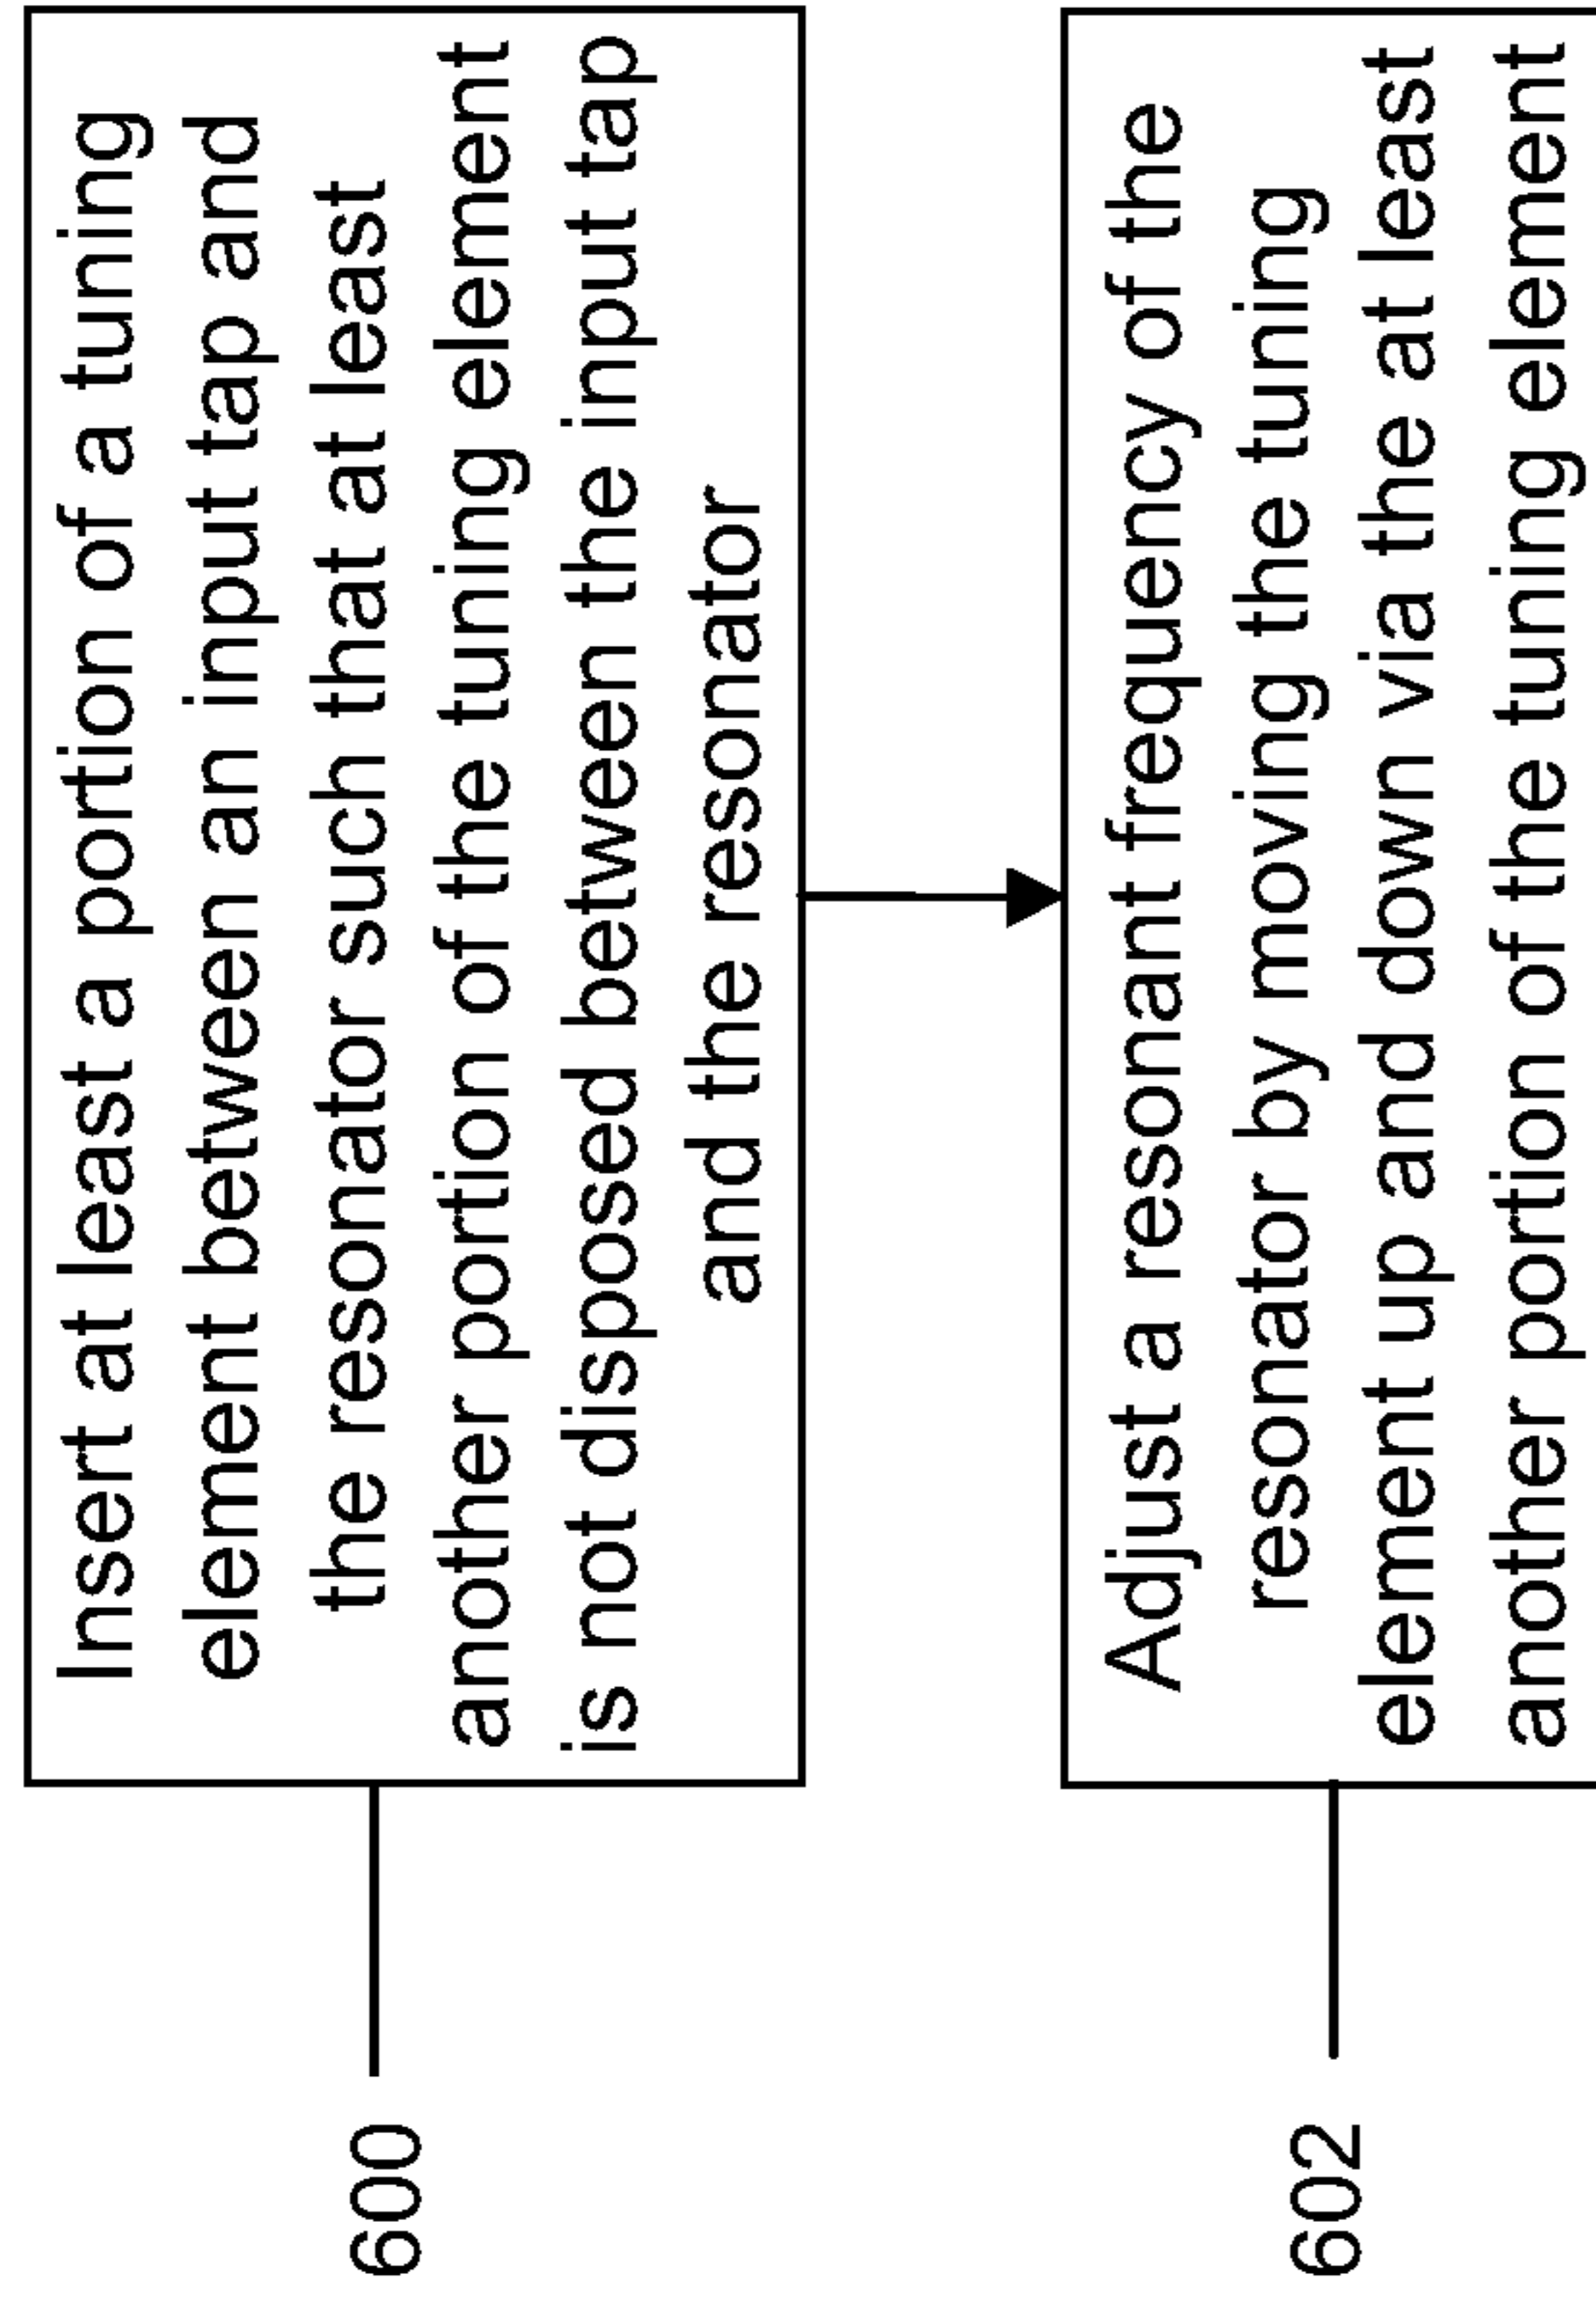 Insert at least a portion of a tuning
element between an input tap and
the resonator such that at least
another portion of the tuning element
is not disposed between the input tap
and the resonator
600
Adjust a resonant frequency of the
resonator by moving the tuning
element up and down via the at least
another portion of the tuning element
602